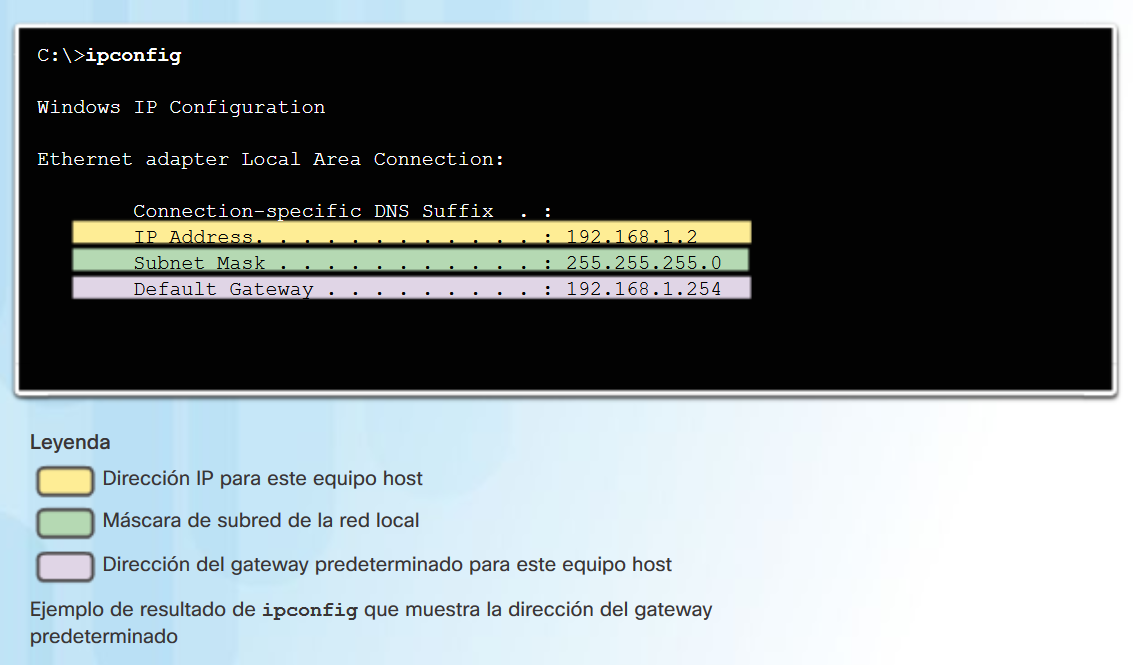 C:\>ipconfig
Windows IP Configuration
Ethernet adapter Local Area Connection:
Connection-specific DNS Suffix  . :
IP Address. . . . . . . . . . . . : 192.168.1.2
Subnet Mask . . . . . . . . . . . : 255.255.255.0
Default Gateway . . . . . . . . . : 192.168.1.254
Leyenda
Dirección IP para este equipo host
Máscara de subred de la red local
Dirección del gateway predeterminado para este equipo host
Ejemplo de resultado de ipconfig que muestra la dirección del gateway
predeterminado